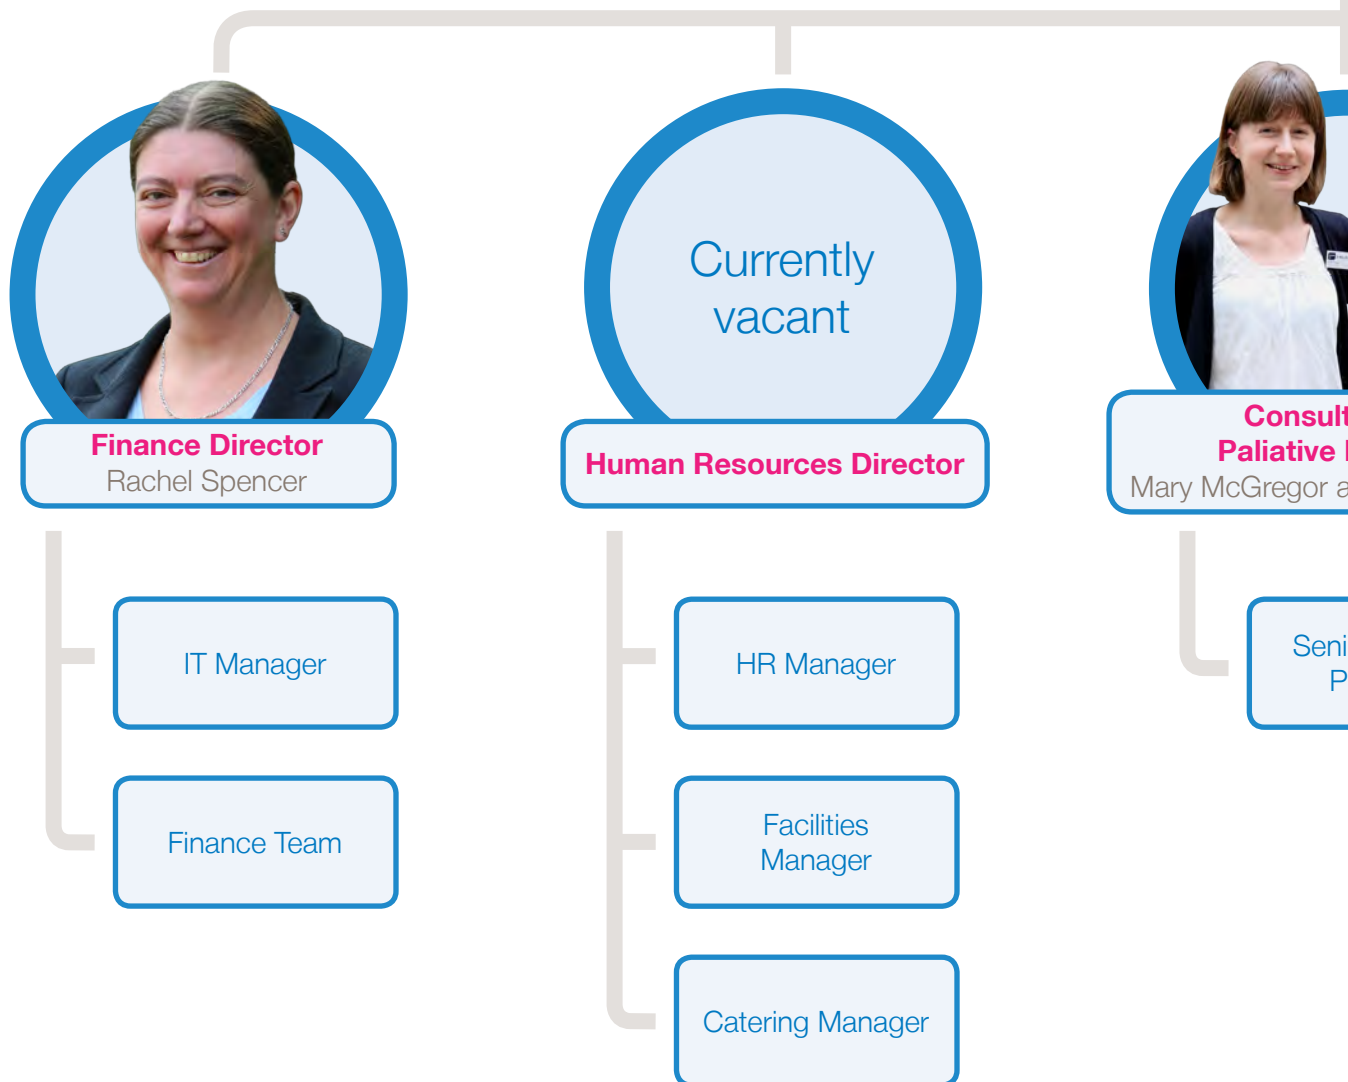 Currently
vacant
Finance Director
Rachel Spencer
Human Resources Director
Paliative
Mary McGregor
IT Manager
HR Manager
Finance Team
Facilities
Manager
Catering Manager